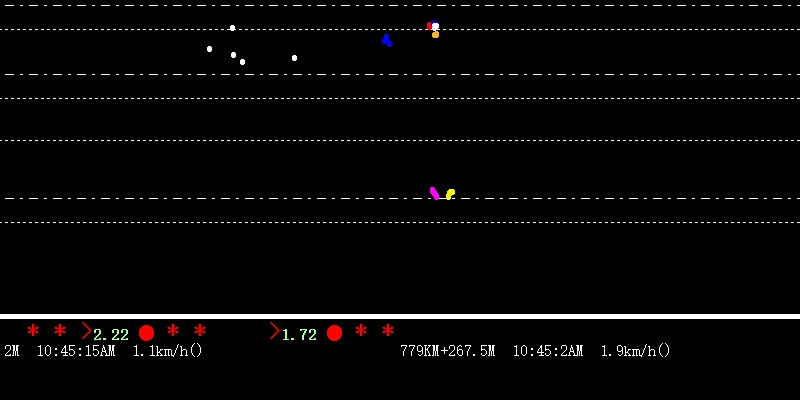 * * >2.22 ● * * >1.72 ● * *
2M 10:45:15AM 1.1km/h() 779KM+267.5M 10:45:2AM 1.9km/h()